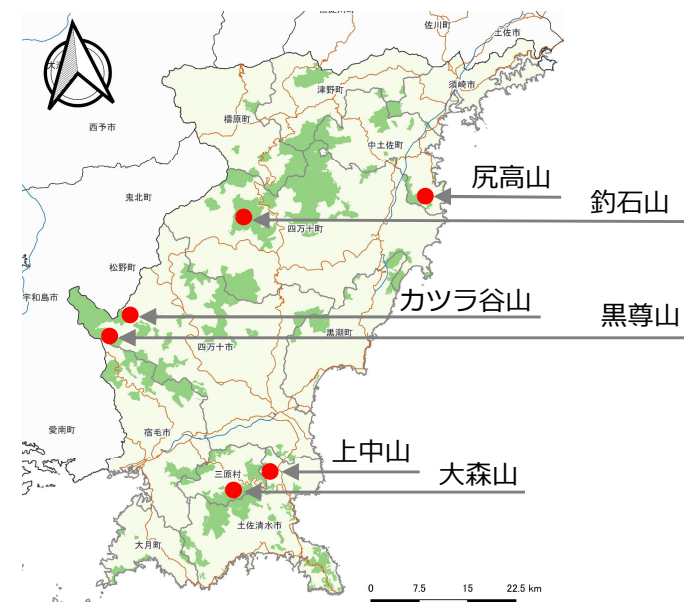 佐川町
土佐市
津野町
須崎市
梼原町
西予市
中土佐町
尻高山
鬼北町
釣石山
四万十町
松野町
宇和島市
カツラ谷山
黒尊山
黒潮町
四万十市
愛南町
宿毛市
上中山
三原村
大森山
土佐清水市
大月町
0 7.5 15 22.5 km